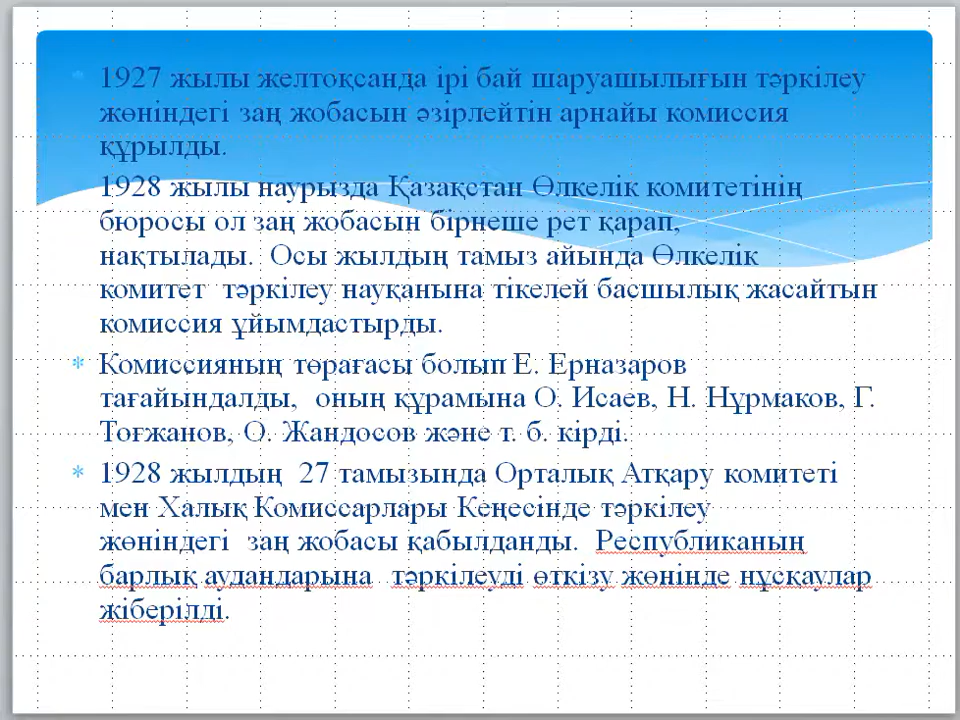 1927 жылы желтоқсанда ірі бай шаруашылығын тәркілеу
жөніндегі заң жобасын әзірлейтін арнайы комиссия
құрылды.
1928 жылы наурызда Қазақстан Өлкелік комитетінің
бюросы ол заң жобасын бірнеше рет қарап,
нақтылады. Осы жылдың тамыз айында Өлкелік
комитет тәркілеу науқанына тікелей басшылық жасайтын
комиссия ұйымдастырды.
* Комиссияның төрағасы болып Е. Ерназаров
тағайындалды, оның құрамына О. Исаев, Н. Нұрмаков, Г.
Тоғжанов, О. Жандосов және т. б. кірді.
* 1928 жылдың 27 тамызында Орталық Атқару комитеті
мен Халық Комиссарлары Кеңесінде тәркілеу
жөніндегі заң жобасы қабылданды. Республиканың
барлық аудандарына тәркілеуді өткізу жөнінде нұсқаулар
жіберілді.